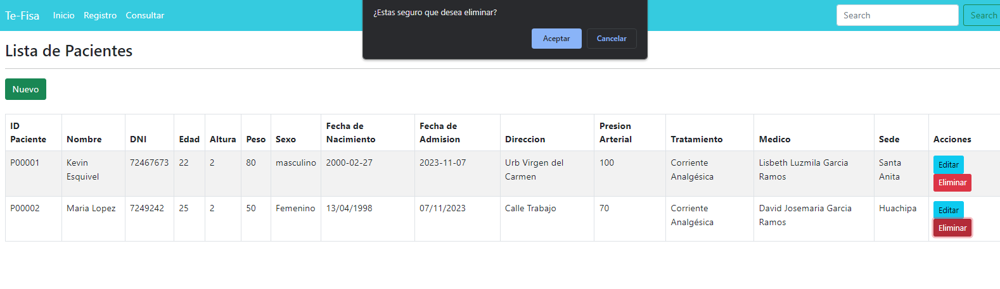 Te-Fisa Inicio Registro Consultar Search Search
¿Estas seguro que desea eliminar?
Aceptar Cancelar
Lista de Pacientes
Nuevo
ID Paciente Nombre DNI Edad Altura Peso Sexo Fecha de Nacimiento Fecha de Admision Direccion Presion Arterial Tratamiento Medico Sede Acciones
P00001 Kevin Esquivel 72467673 22 2 80 masculino 2000-02-27 2023-11-07 Urb Virgen del Carmen 100 Corriente Analgésica Lisbeth Luzmila Garcia Ramos Santa Anita Editar Eliminar
P00002 Maria Lopez 7249242 25 2 50 Femenino 13/04/1998 07/11/2023 Calle Trabajo 70 Corriente Analgésica David Josemaria Garcia Ramos Huachipa Editar Eliminar